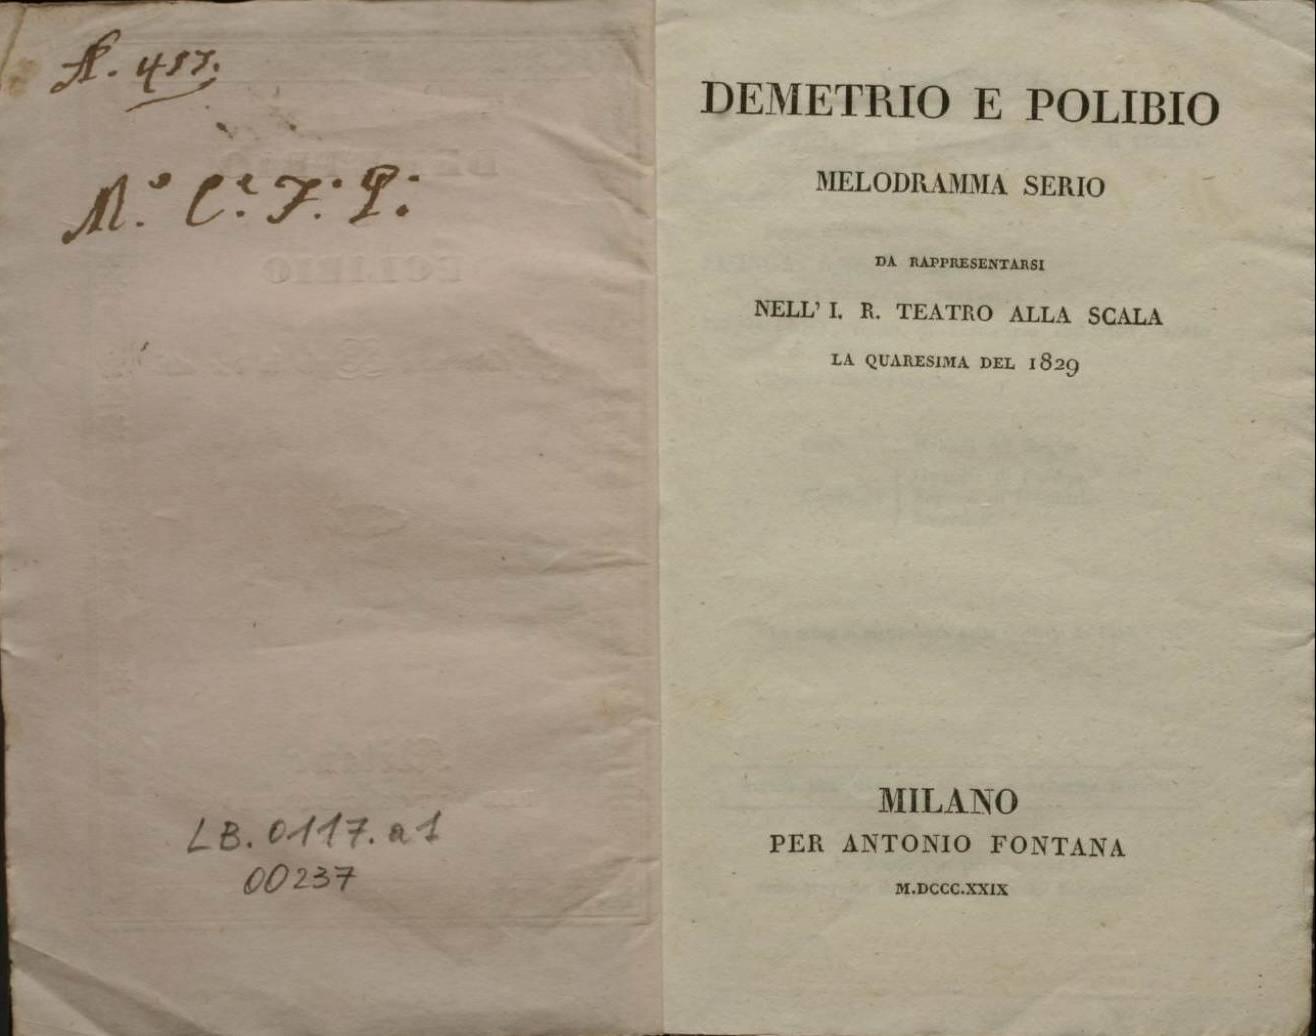 A. 457.
M.º C.ª F. P.
LB. 0117. a1
00237
DEMETRIO E POLIBIO
MELODRAMMA SERIO
DA RAPPRESENTARSI
NELL' I. R. TEATRO ALLA SCALA
LA QUARESIMA DEL 1829
MILANO
PER ANTONIO FONTANA
M.DCCC.XXIX